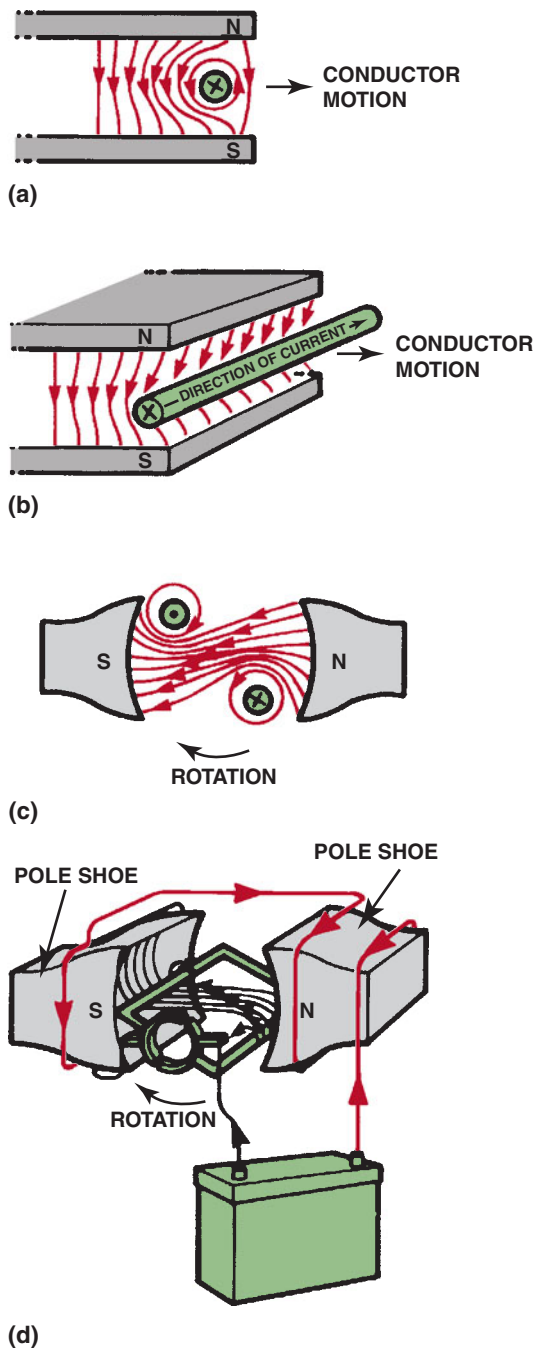 N
CONDUCTOR
MOTION
S
(a)
N
DIRECTION OF CURRENT
CONDUCTOR
MOTION
S
(b)
S
N
ROTATION
(c)
POLE SHOE
POLE SHOE
S
N
ROTATION
(d)